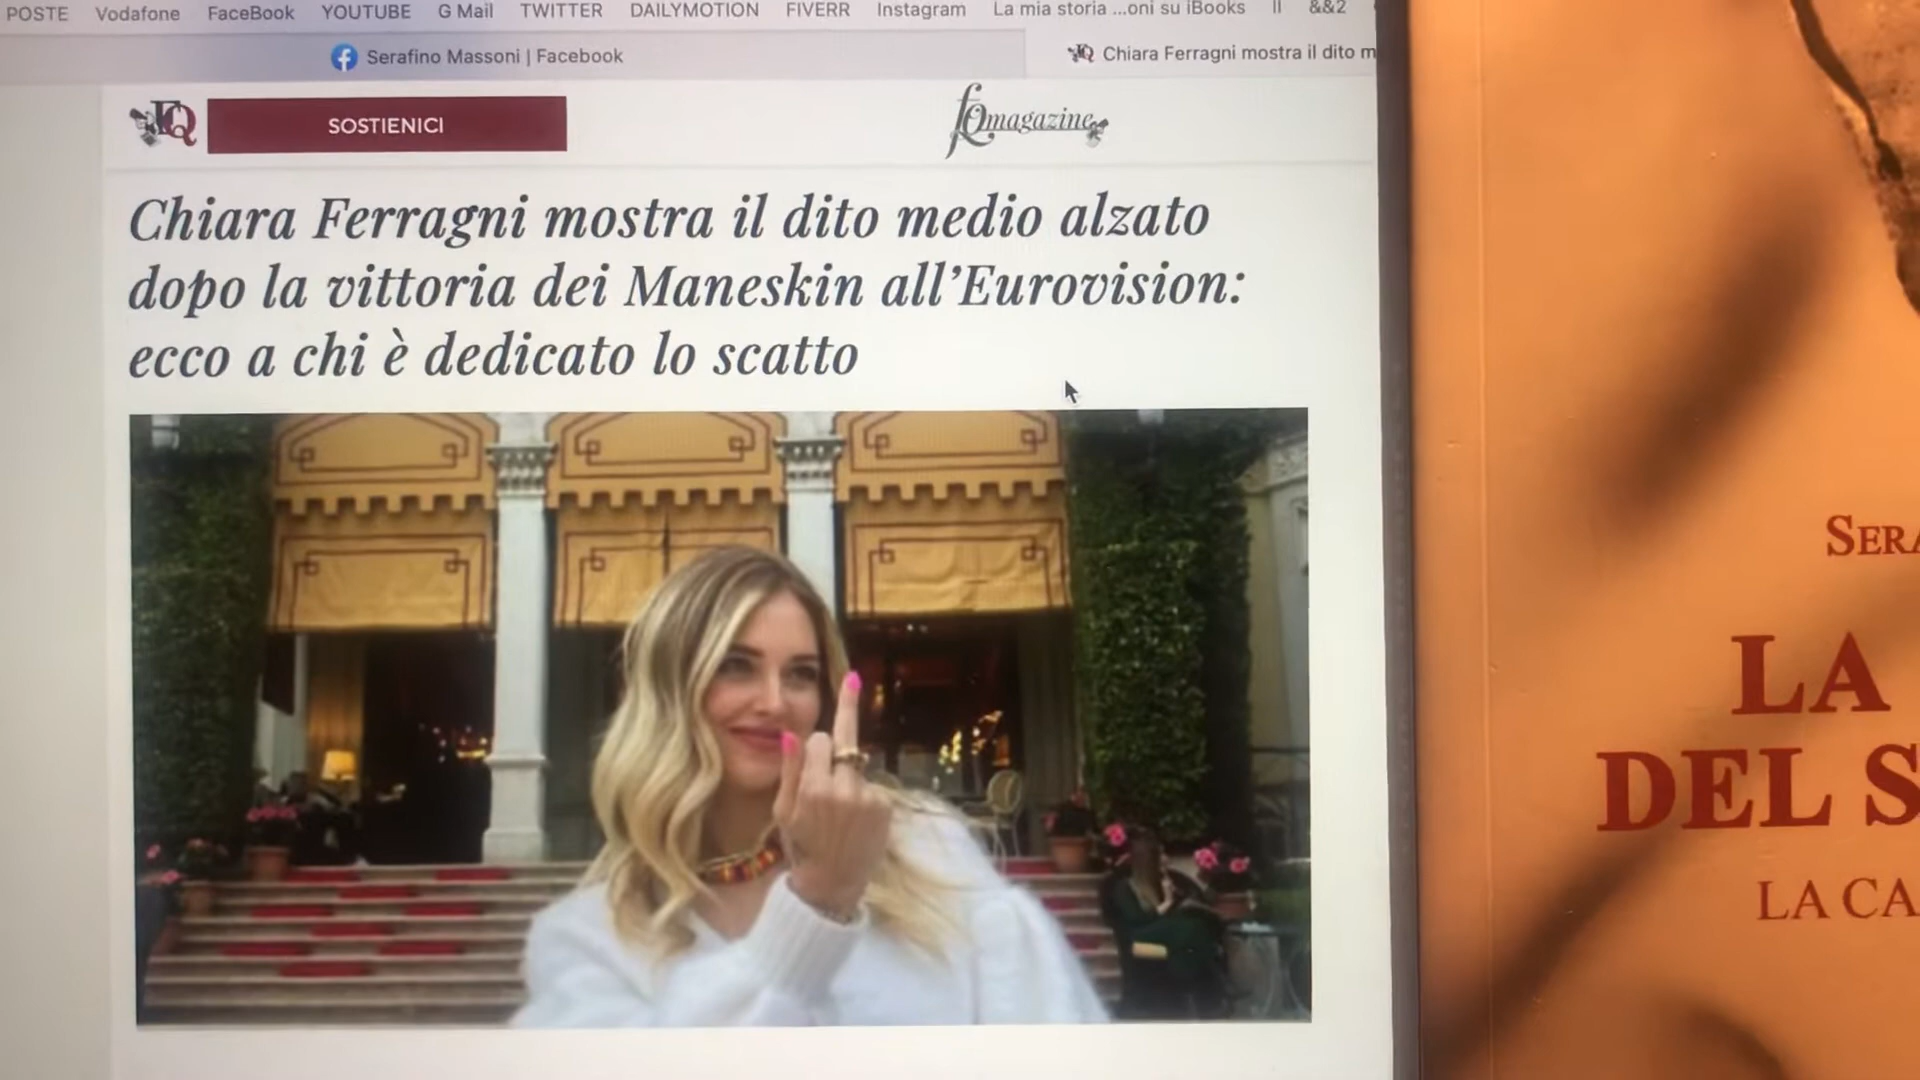 POSTE Vodafone FaceBook YOUTUBE G Mail TWITTER DAILYMOTION FIVERR Instagram La mia storia ...oni su iBooks II &&2
Serafino Massoni | Facebook
Chiara Ferragni mostra il dito m
FQ
SOSTIENICI
FQmagazine
Chiara Ferragni mostra il dito medio alzato
dopo la vittoria dei Maneskin all'Eurovision:
ecco a chi è dedicato lo scatto
SERA
LA
DEL S
LA CA